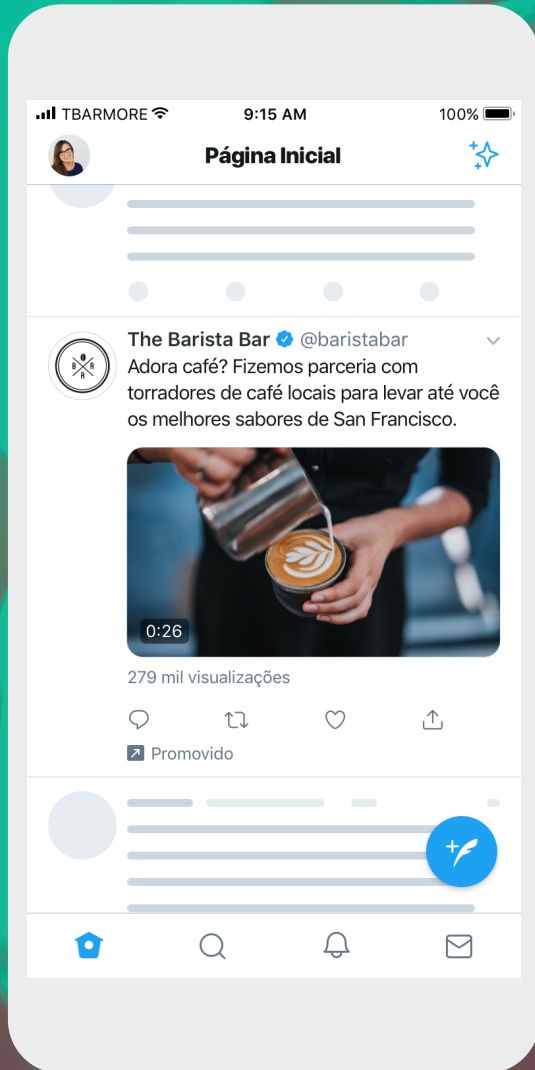 TBARMORE 9:15 AM 100%
Página Inicial
The Barista Bar @baristabar
B R
A
R
Adora café? Fizemos parceria com
torradores de café locais para levar até você
os melhores sabores de San Francisco.
0:26
279 mil visualizações
Promovido